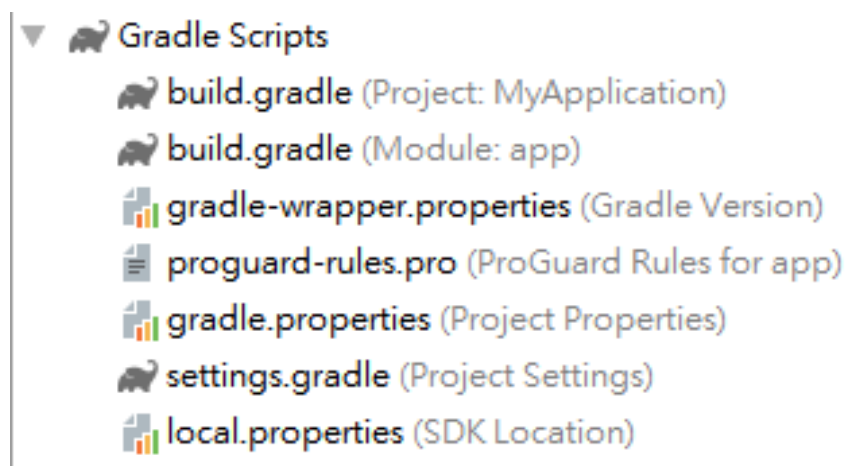 Gradle Scripts
build.gradle (Project: MyApplication)
build.gradle (Module: app)
gradle-wrapper.properties (Gradle Version)
proguard-rules.pro (ProGuard Rules for app)
gradle.properties (Project Properties)
settings.gradle (Project Settings)
local.properties (SDK Location)